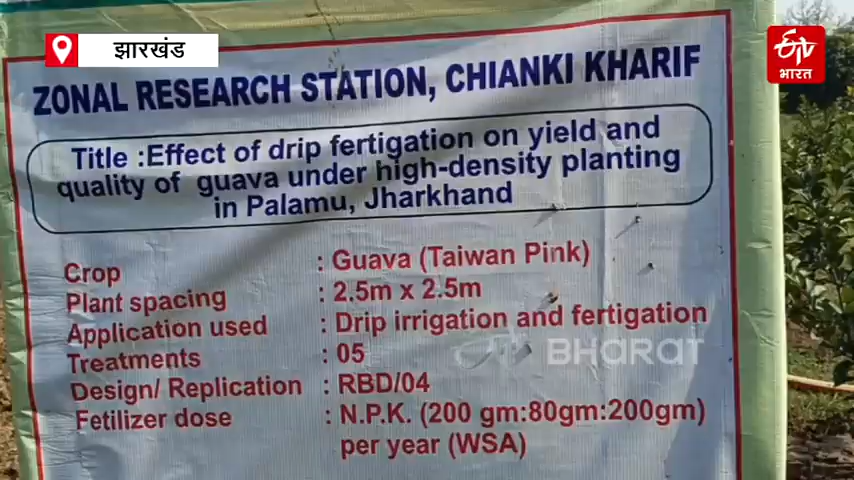 झारखंड
ETV
भारत
ZONAL RESEARCH STATION, CHIANKI KHARIF
Title :Effect of drip fertigation on yield and
quality of guava under high-density planting
in Palamu, Jharkhand
Crop : Guava (Taiwan Pink)
Plant spacing : 2.5m x 2.5m
Application used : Drip irrigation and fertigation
Treatments : 05
BHARAT
Design/ Replication : RBD/04
Fetilizer dose : N.P.K. (200 gm:80gm:200gm)
per year (WSA)